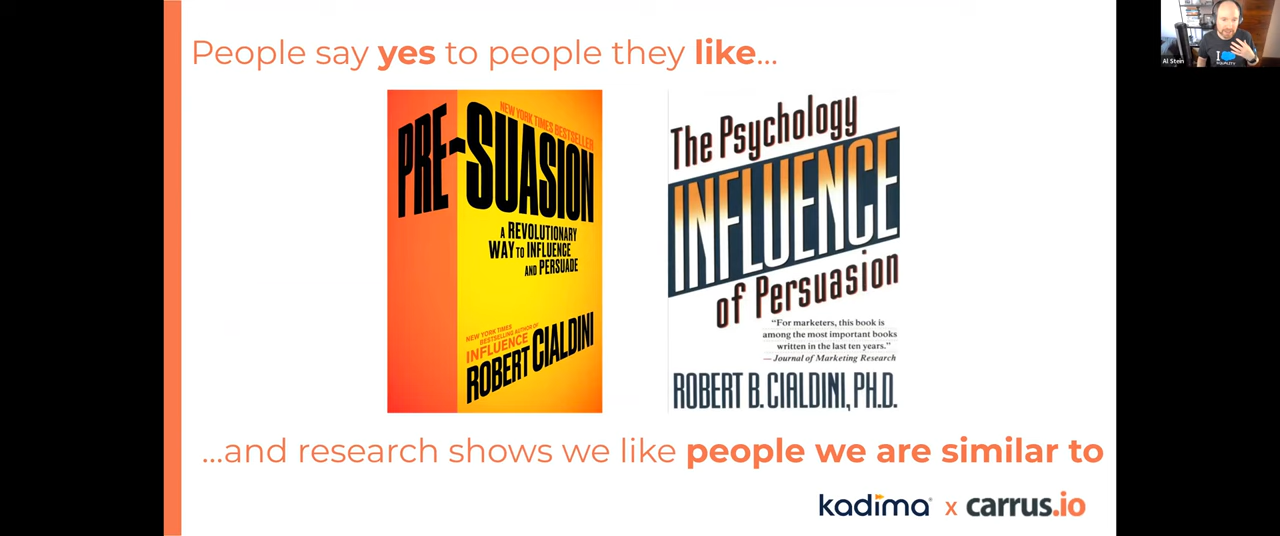 People say yes to people they like...
PRE-SUASION
NEW YORK TIMES BESTSELLER
A REVOLUTIONARY
WAY TO INFLUENCE
AND PERSUADE
NEW YORK TIMES
BESTSELLING AUTHOR OF
INFLUENCE
ROBERT CIALDINI
The Psychology
INFLUENCE
of Persuasion
"For marketers, this book is
among the most important books
written in the last ten years."
— Journal of Marketing Research
ROBERT B. CIALDINI, PH.D.
...and research shows we like people we are similar to
kadima x carrus.io
Al Stein
I